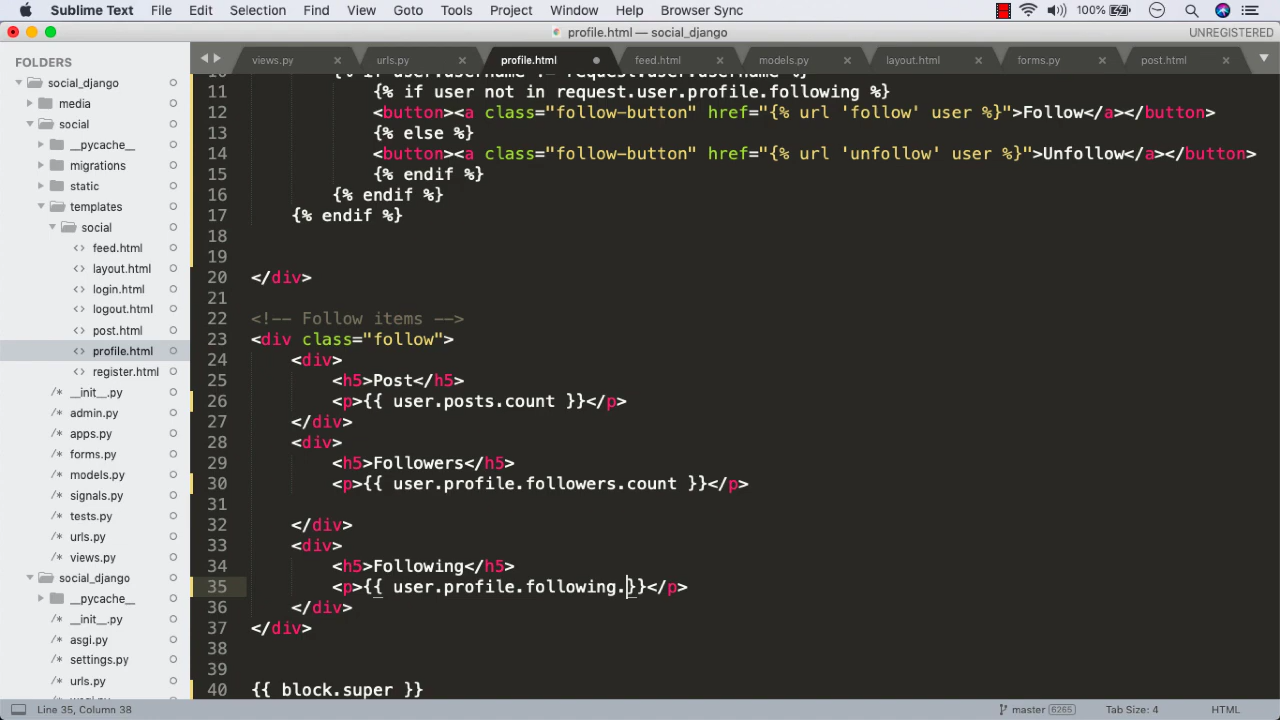 Sublime Text File Edit Selection Find View Goto Tools Project Window Help Browser Sync 100%
profile.html — social_django UNREGISTERED
FOLDERS
social_django
media
social
__pycache__
migrations
static
templates
social
feed.html
layout.html
login.html
logout.html
post.html
profile.html
register.html
__init__.py
admin.py
apps.py
forms.py
models.py
signals.py
tests.py
urls.py
views.py
social_django
__pycache__
__init__.py
asgi.py
settings.py
urls.py
wsgi.py
views.py urls.py profile.html feed.html models.py layout.html forms.py post.html
10 {% if user.username != request.user.username %}
11 {% if user not in request.user.profile.following %}
12 <button><a class="follow-button" href="{% url 'follow' user %}">Follow</a></button>
13 {% else %}
14 <button><a class="follow-button" href="{% url 'unfollow' user %}">Unfollow</a></button>
15 {% endif %}
16 {% endif %}
17 {% endif %}
18
19
20 </div>
21
22 <!-- Follow items -->
23 <div class="follow">
24 <div>
25 <h5>Post</h5>
26 <p>{{ user.posts.count }}</p>
27 </div>
28 <div>
29 <h5>Followers</h5>
30 <p>{{ user.profile.followers.count }}</p>
31
32 </div>
33 <div>
34 <h5>Following</h5>
35 <p>{{ user.profile.following.}}</p>
36 </div>
37 </div>
38
39
40 {{ block.super }}
Line 35, Column 38 master 6265 Tab Size: 4 HTML